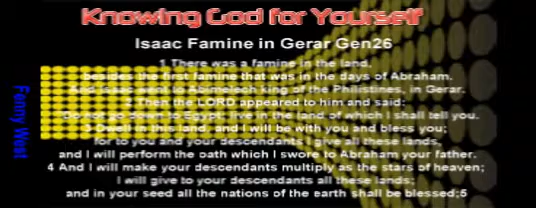 Knowing God for Yourself
Isaac Famine in Gerar Gen26
1 There was a famine in the land,
besides the first famine that was in the days of Abraham.
And Isaac went to Abimelech king of the Philistines, in Gerar.
2 Then the LORD appeared to him and said:
"Do not go down to Egypt; live in the land of which I shall tell you.
3 Dwell in this land, and I will be with you and bless you;
for to you and your descendants I give all these lands,
and I will perform the oath which I swore to Abraham your father.
4 And I will make your descendants multiply as the stars of heaven;
I will give to your descendants all these lands;
and in your seed all the nations of the earth shall be blessed;5
Fenny West